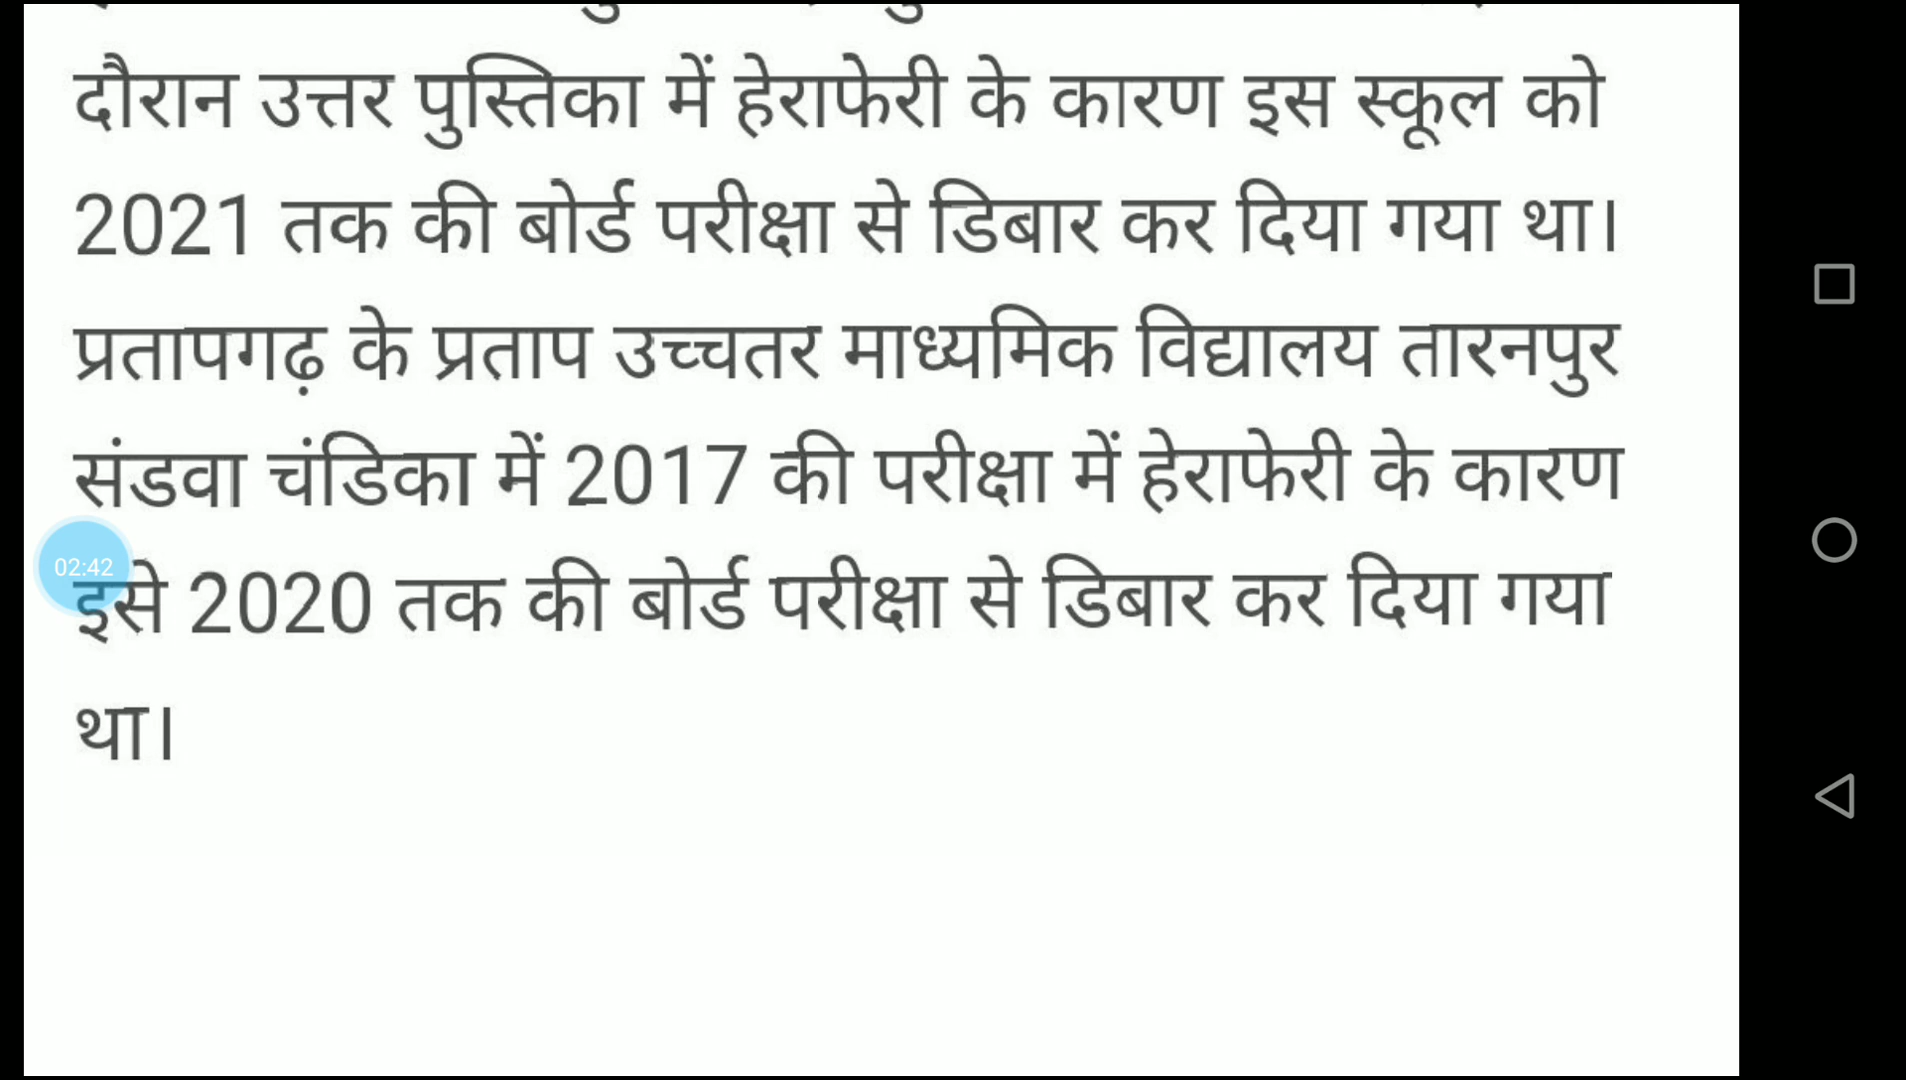 दौरान उत्तर पुस्तिका में हेराफेरी के कारण इस स्कूल को
2021 तक की बोर्ड परीक्षा से डिबार कर दिया गया था।
प्रतापगढ़ के प्रताप उच्चतर माध्यमिक विद्यालय तारनपुर
संडवा चंडिका में 2017 की परीक्षा में हेराफेरी के कारण
02:42
इसे 2020 तक की बोर्ड परीक्षा से डिबार कर दिया गया
था।